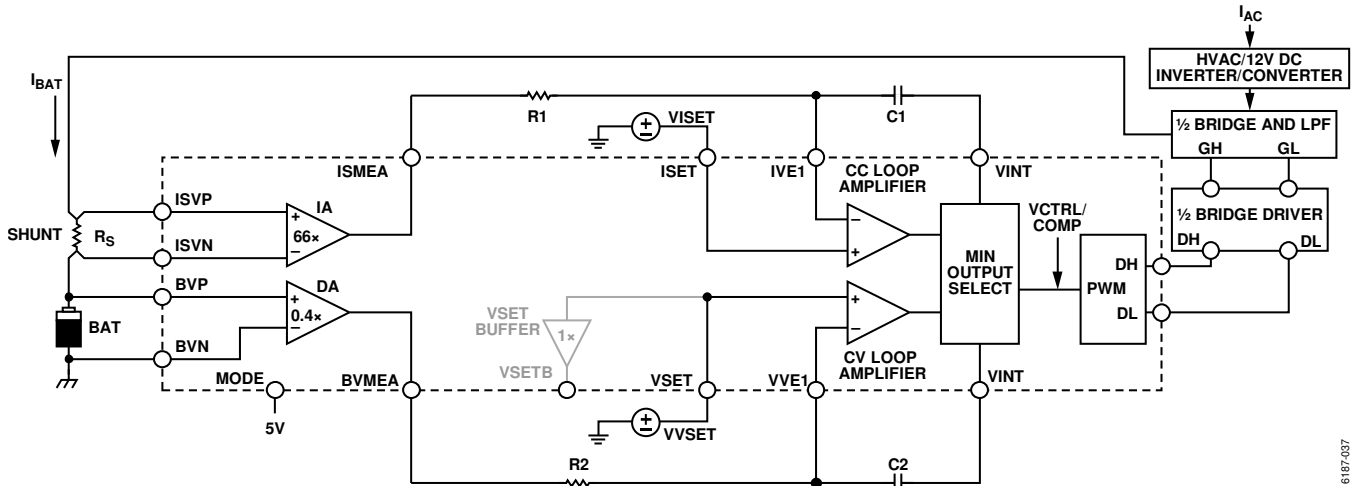 I_AC
HVAC/12V DC
INVERTER/CONVERTER
I_BAT
R1
C1
VISET
½ BRIDGE AND LPF
GH GL
ISMEA
ISET
IVE1
CC LOOP
AMPLIFIER
VINT
½ BRIDGE DRIVER
DH DL
ISVP
IA
+
66×
−
SHUNT
R_S
ISVN
−
+
VCTRL/
COMP
MIN
OUTPUT
SELECT
DH
PWM
DL
BVP
DA
+
0.4×
−
BAT
BVN
VSET
BUFFER
1×
+
−
CV LOOP
AMPLIFIER
MODE
BVMEA
VSETB
VSET
VVE1
VINT
5V
±
±
VVSET
R2
C2
6187-037